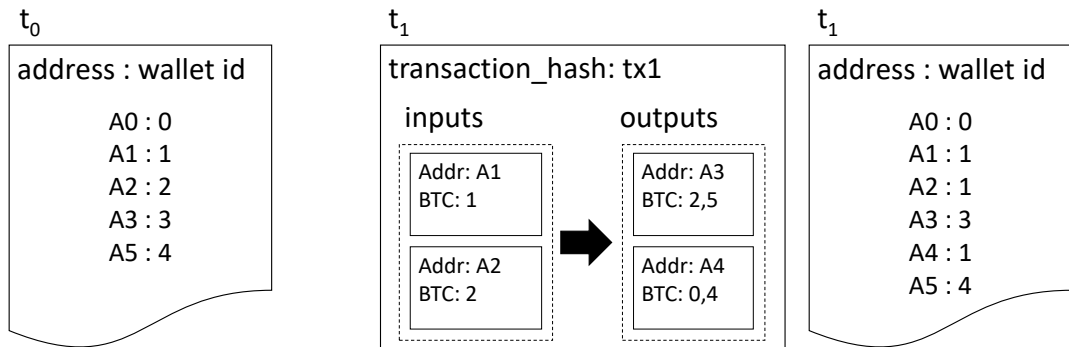 t0
address : wallet id
A0 : 0
A1 : 1
A2 : 2
A3 : 3
A5 : 4
t1
transaction_hash: tx1
inputs
Addr: A1
BTC: 1
Addr: A2
BTC: 2
outputs
Addr: A3
BTC: 2,5
Addr: A4
BTC: 0,4
t1
address : wallet id
A0 : 0
A1 : 1
A2 : 1
A3 : 3
A4 : 1
A5 : 4